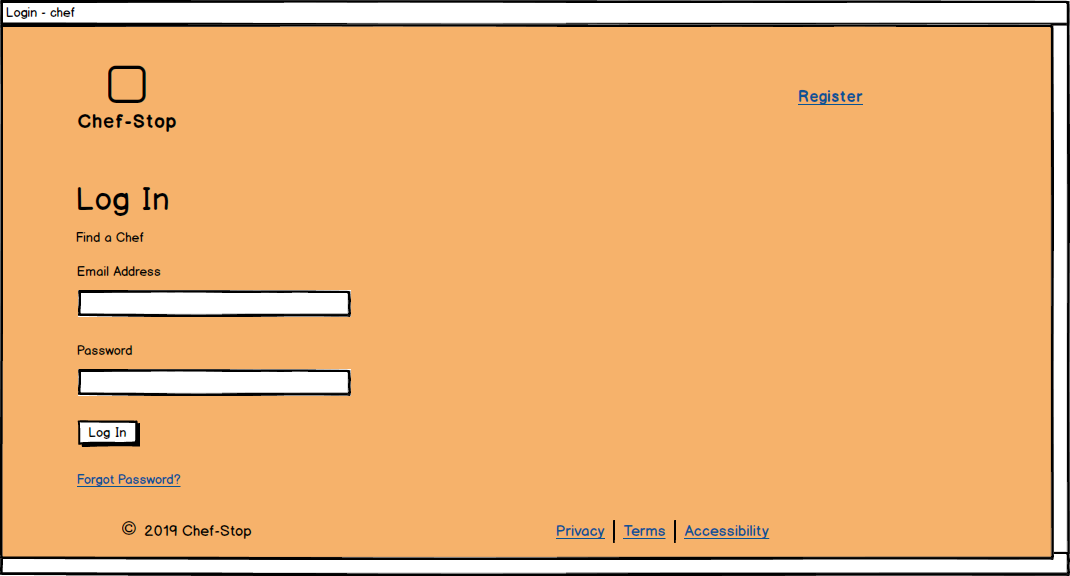 Login - chef
Register
Chef-Stop
Log In
Find a Chef
Email Address
Password
Log In
Forgot Password?
© 2019 Chef-Stop
Privacy Terms Accessibility